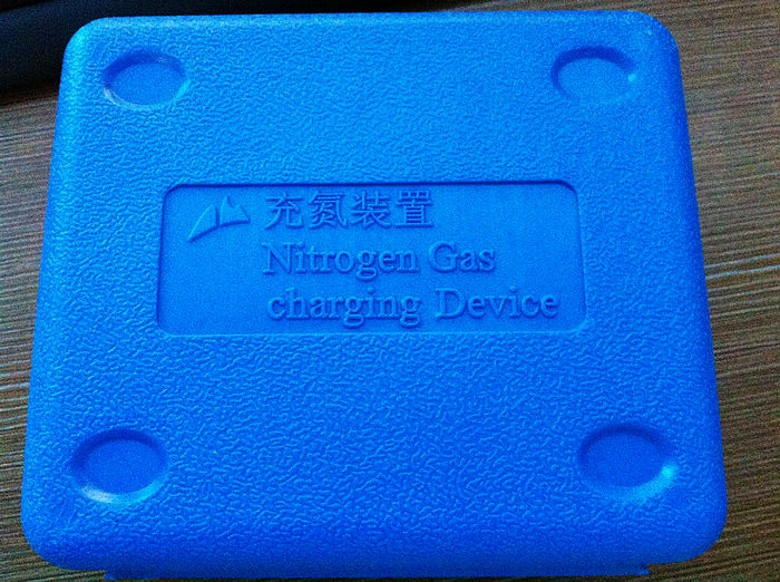 充氮装置
Nitrogen Gas
charging Device